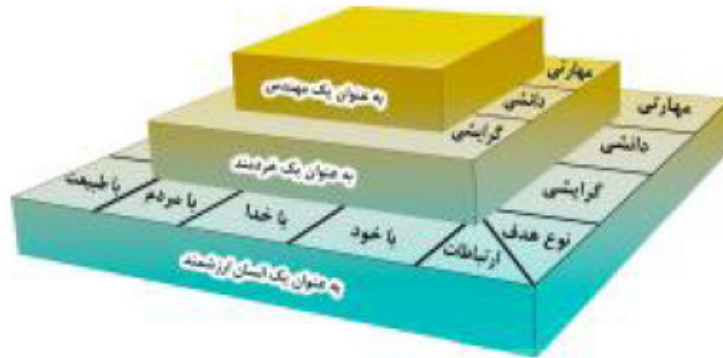 به عنوان یک مهندس
مهارتی
دانشی
گرایشی
به عنوان یک خردمند
مهارتی
دانشی
گرایشی
نوع هدف
ارتباطات
با خود
با خدا
با مردم
با طبیعت
به عنوان یک انسان ارزشمند